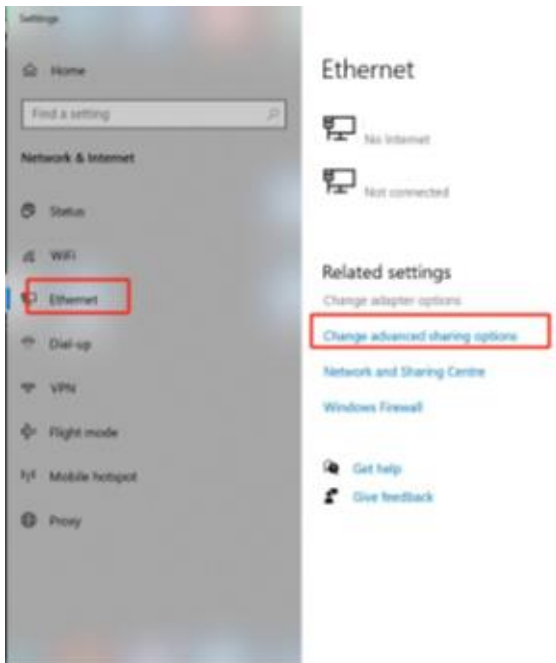 Settings
Home
Find a setting
Network & Internet
Status
WiFi
Ethernet
Dial-up
VPN
Flight mode
Mobile hotspot
Proxy
Ethernet
No Internet
Not connected
Related settings
Change adapter options
Change advanced sharing options
Network and Sharing Centre
Windows Firewall
Get help
Give feedback